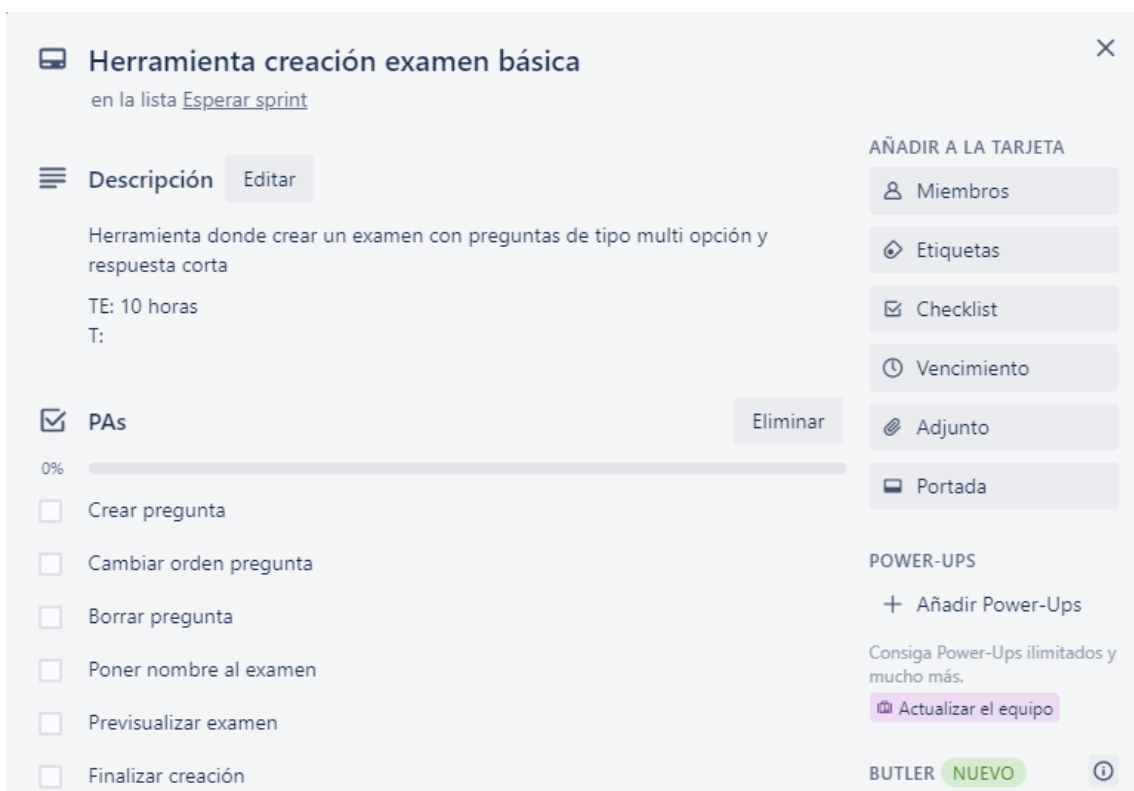 Herramienta creación examen básica
en la lista Esperar sprint
Descripción
Editar
Herramienta donde crear un examen con preguntas de tipo multi opción y
respuesta corta
TE: 10 horas
T:
PAs
Eliminar
0%
Crear pregunta
Cambiar orden pregunta
Borrar pregunta
Poner nombre al examen
Previsualizar examen
Finalizar creación
AÑADIR A LA TARJETA
Miembros
Etiquetas
Checklist
Vencimiento
Adjunto
Portada
POWER-UPS
Añadir Power-Ups
Consiga Power-Ups ilimitados y
mucho más.
Actualizar el equipo
BUTLER NUEVO